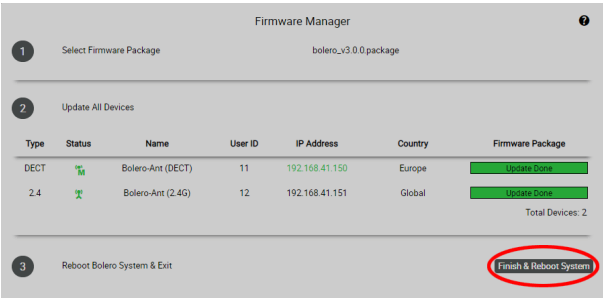 Firmware Manager ?
1 Select Firmware Package bolero_v3.0.0.package
2 Update All Devices
Type Status Name User ID IP Address Country Firmware Package
DECT M Bolero-Ant (DECT) 11 192.168.41.150 Europe Update Done
2.4 Bolero-Ant (2.4G) 12 192.168.41.151 Global Update Done
Total Devices: 2
3 Reboot Bolero System & Exit Finish & Reboot System